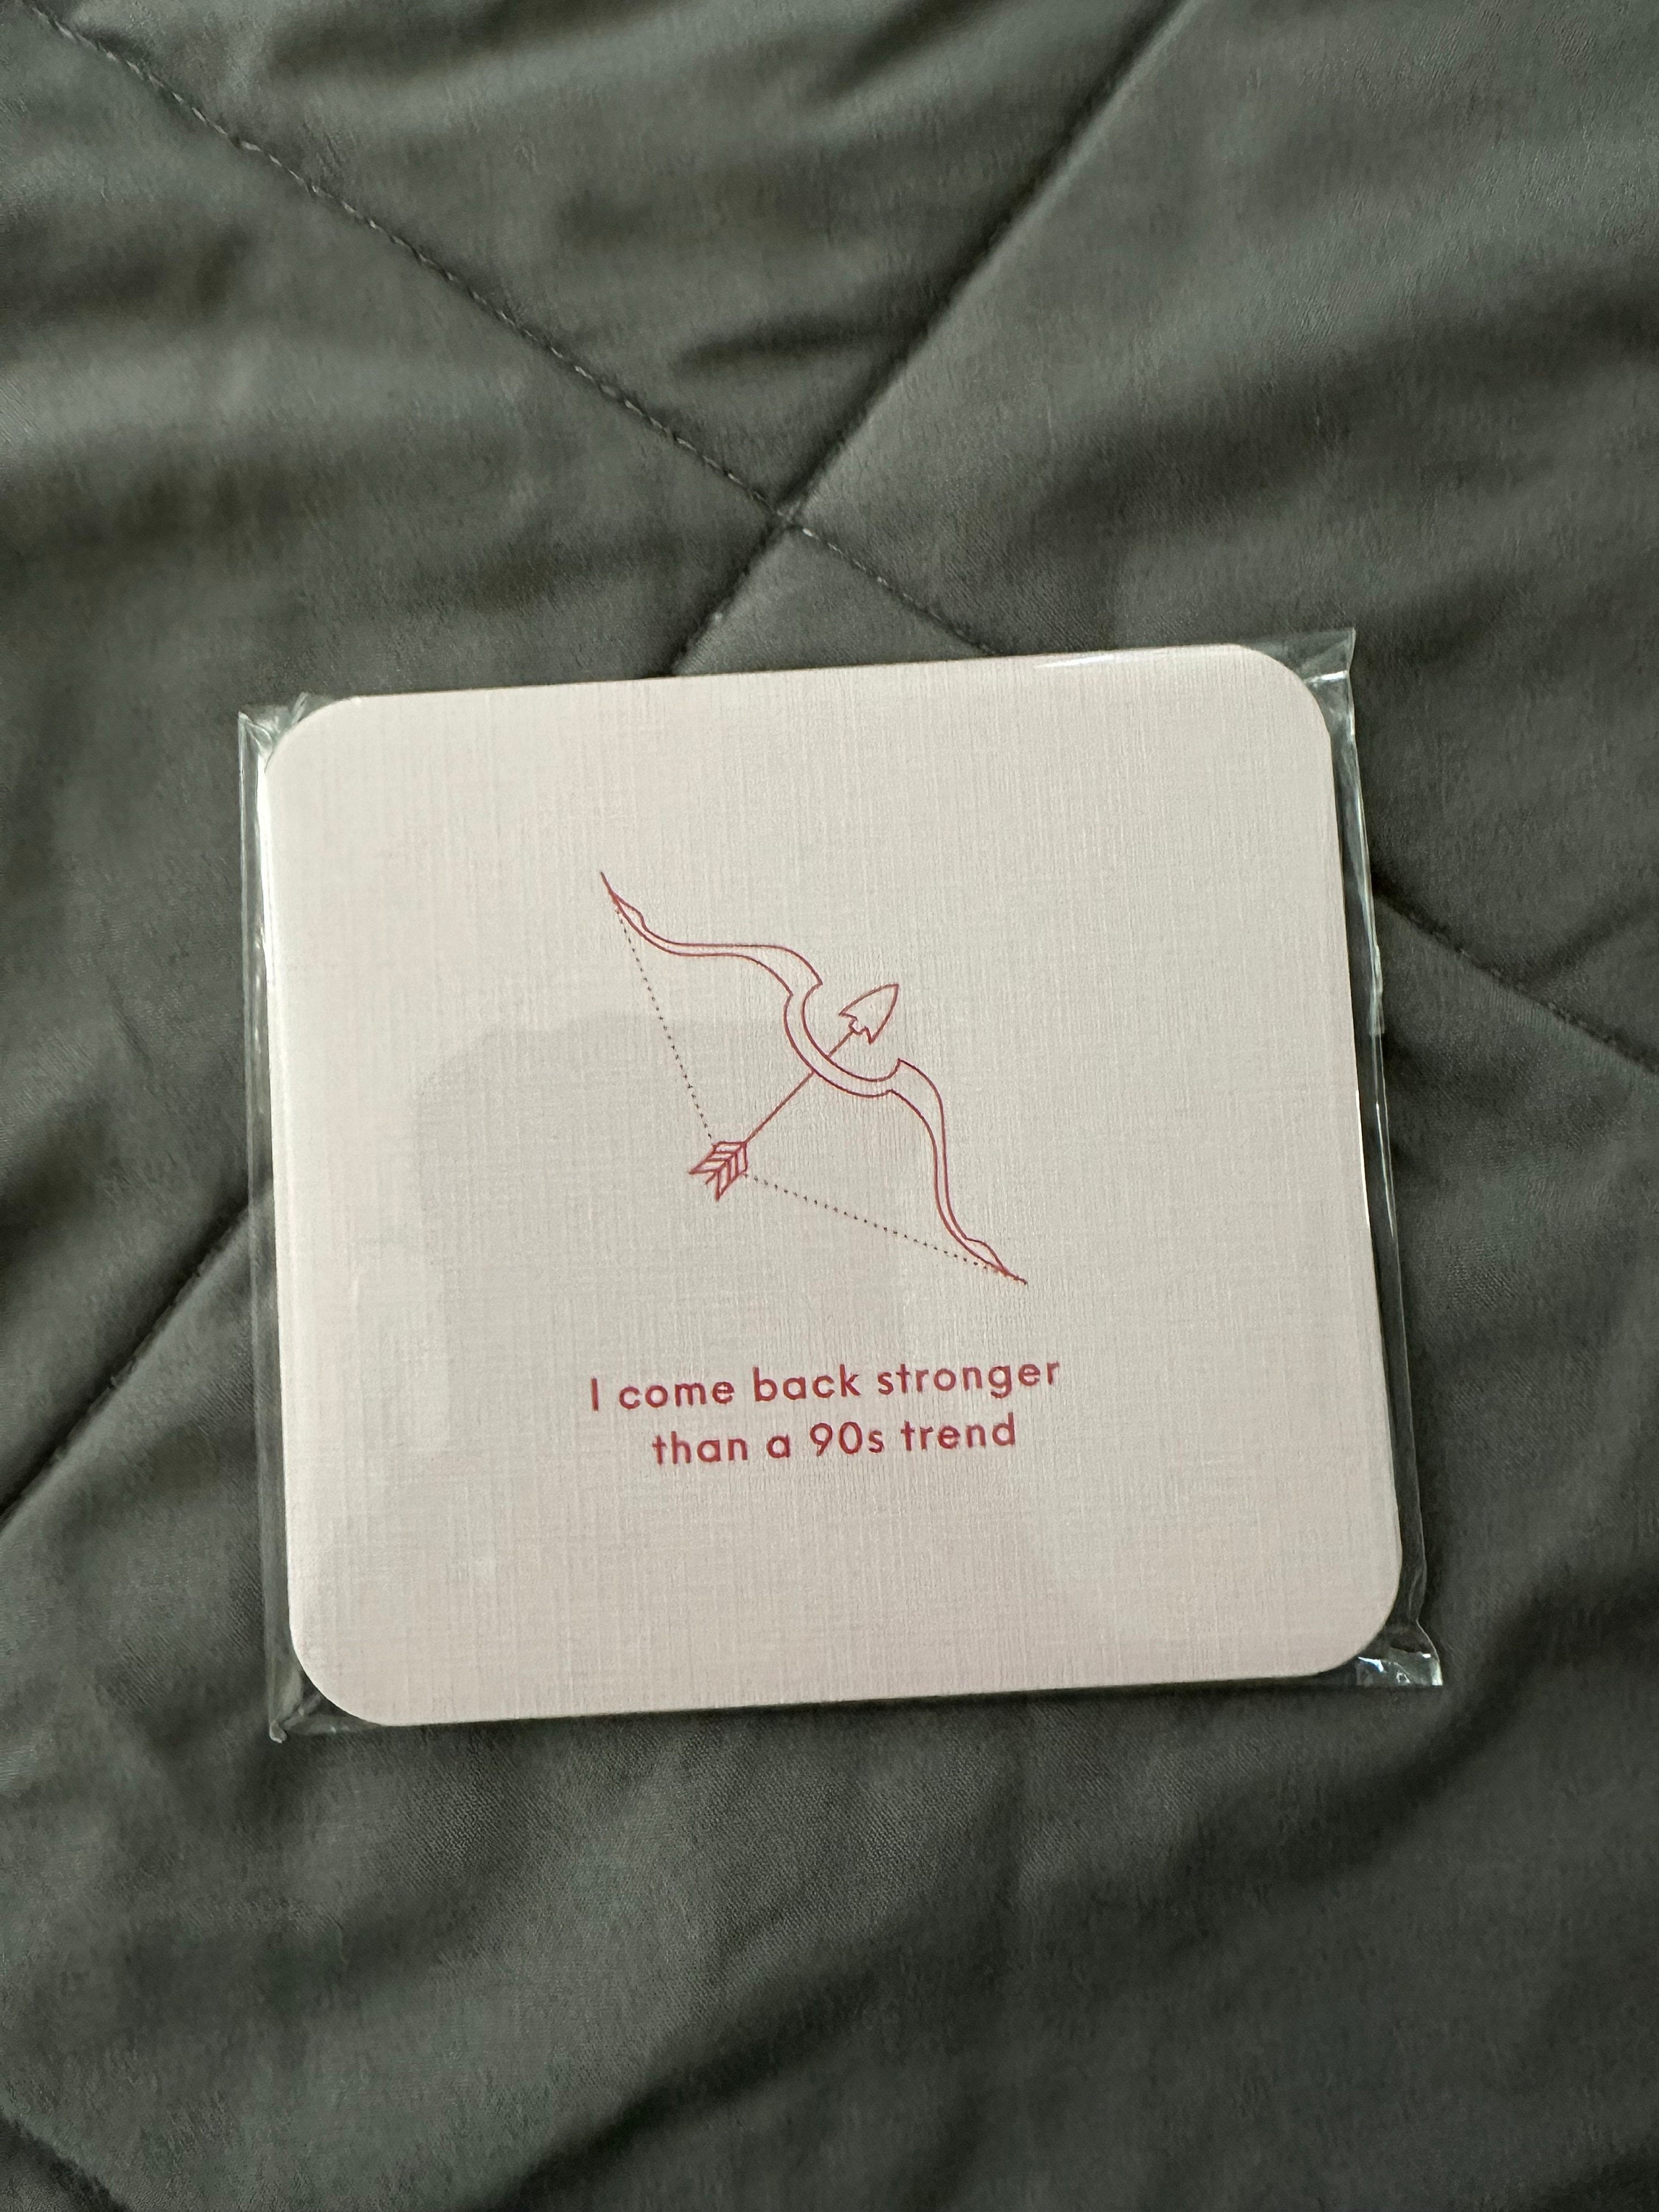 I come back stronger
than a 90s trend